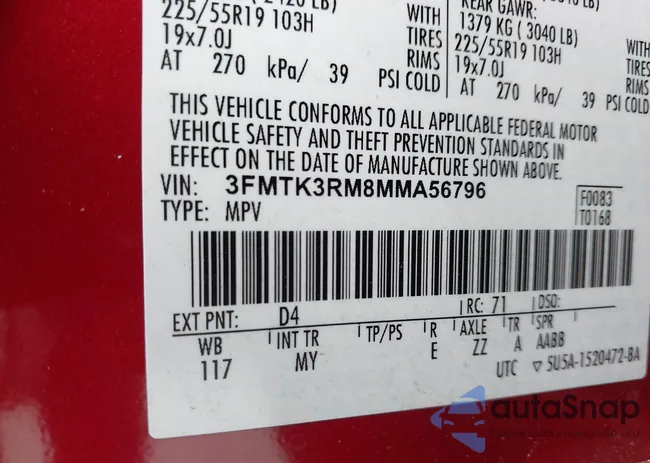 225/55R19 103H WITH
19x7.0J TIRES
RIMS
AT 270 kPa/ 39 PSI COLD
REAR GAWR:
1379 KG ( 3040 LB)
225/55R19 103H WITH
19x7.0J TIRES
RIMS
AT 270 kPa/ 39 PSI COLD
THIS VEHICLE CONFORMS TO ALL APPLICABLE FEDERAL MOTOR
VEHICLE SAFETY AND THEFT PREVENTION STANDARDS IN
EFFECT ON THE DATE OF MANUFACTURE SHOWN ABOVE.
VIN: 3FMTK3RM8MMA56796
TYPE: MPV
F0083
T0168
EXT PNT: D4 RC: 71 DSO:
WB INT TR TP/PS R AXLE TR SPR
117 MY E ZZ A AABB
UTC ▽ SU5A-1520472-BA
autoSnap